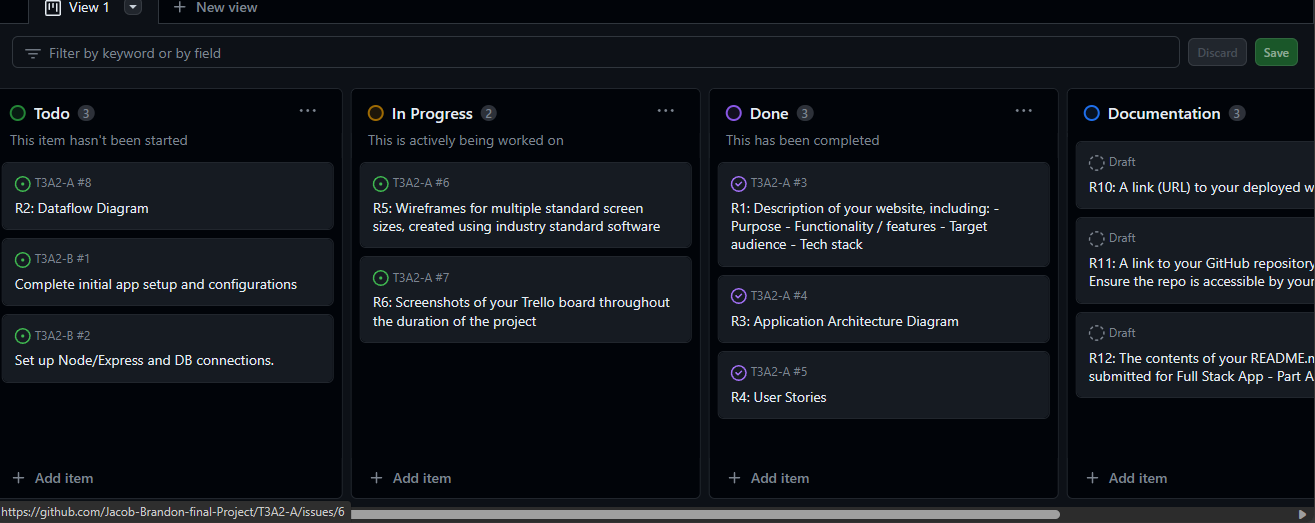 View 1
New view
Filter by keyword or by field
Discard
Save
Todo 3
This item hasn't been started
T3A2-A #8
R2: Dataflow Diagram
T3A2-B #1
Complete initial app setup and configurations
T3A2-B #2
Set up Node/Express and DB connections.
Add item
In Progress 2
This is actively being worked on
T3A2-A #6
R5: Wireframes for multiple standard screen
sizes, created using industry standard software
T3A2-A #7
R6: Screenshots of your Trello board throughout
the duration of the project
Add item
Done 3
This has been completed
T3A2-A #3
R1: Description of your website, including: -
Purpose - Functionality / features - Target
audience - Tech stack
T3A2-A #4
R3: Application Architecture Diagram
T3A2-A #5
R4: User Stories
Add item
Documentation 3
Draft
R10: A link (URL) to your deployed w
Draft
R11: A link to your GitHub repository
Ensure the repo is accessible by your
Draft
R12: The contents of your README.m
submitted for Full Stack App - Part A
Add item
https://github.com/Jacob-Brandon-final-Project/T3A2-A/issues/6